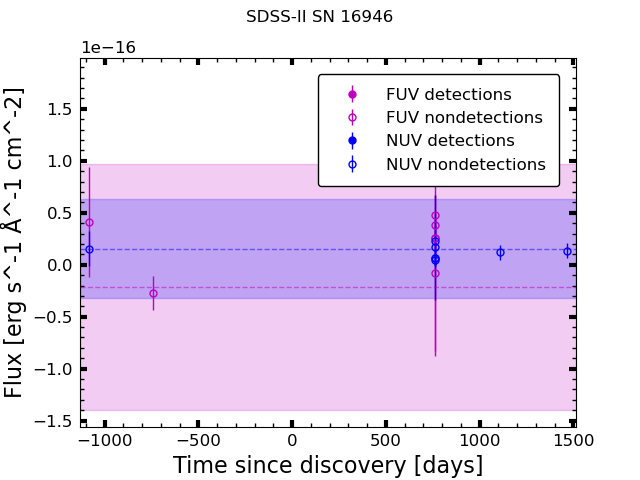 SDSS-II SN 16946
1e−16
FUV detections
FUV nondetections
NUV detections
NUV nondetections
1.5
1.0
0.5
0.0
−0.5
−1.0
−1.5
Flux [erg s^-1 Å^-1 cm^-2]
−1000
−500
0
500
1000
1500
Time since discovery [days]